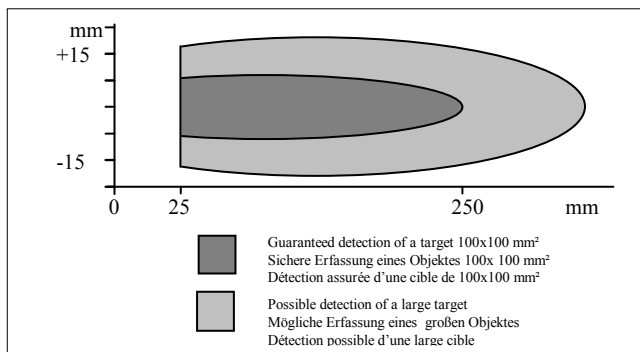 mm
+15
-15
0 25 250 mm
Guaranteed detection of a target 100x100 mm²
Sichere Erfassung eines Objektes 100x 100 mm²
Détection assurée d'une cible de 100x100 mm²
Possible detection of a large target
Mögliche Erfassung eines großen Objektes
Détection possible d'une large cible